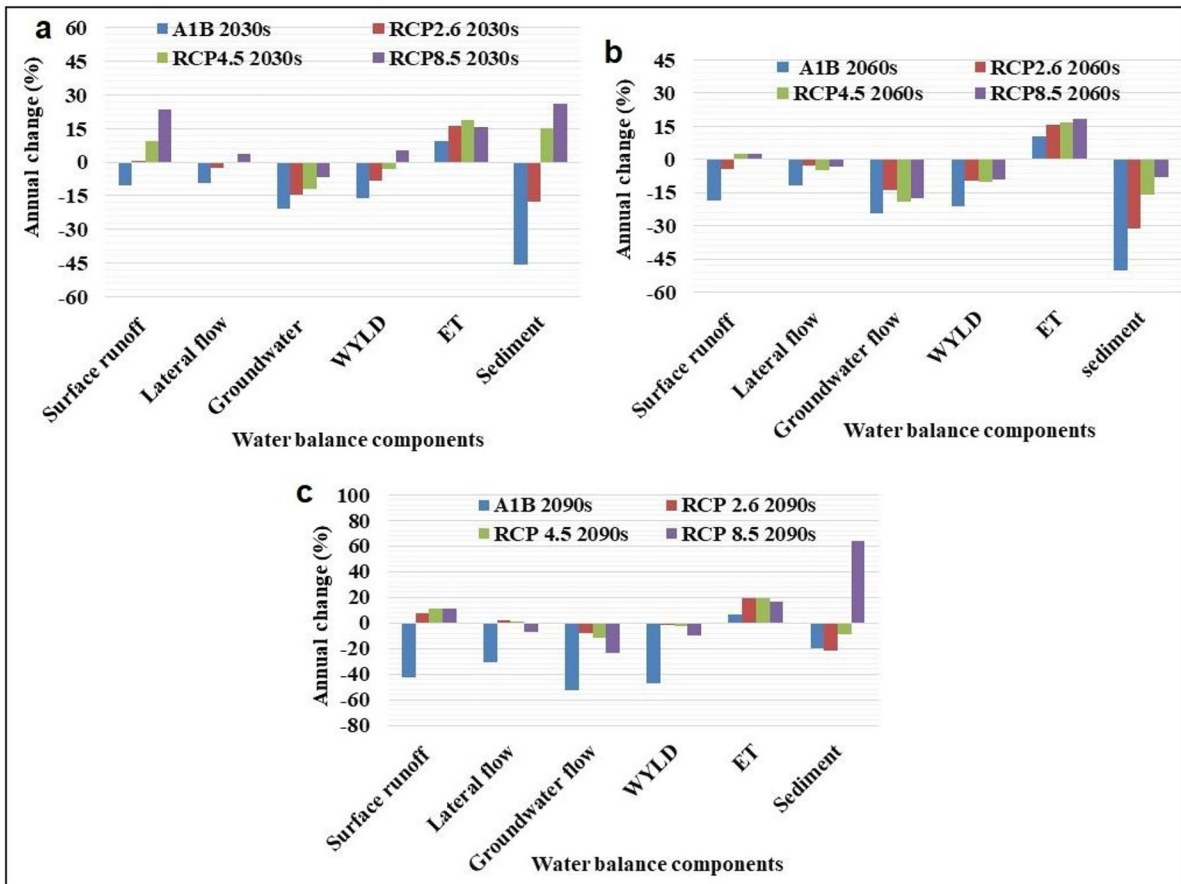 a
60
45
30
15
0
-15
-30
-45
-60
Annual change (%)
A1B 2030s
RCP2.6 2030s
RCP4.5 2030s
RCP8.5 2030s
Surface runoff
Lateral flow
Groundwater
WYLD
ET
Sediment
Water balance components
b
45
30
15
0
-15
-30
-45
-60
Annual change (%)
A1B 2060s
RCP2.6 2060s
RCP4.5 2060s
RCP8.5 2060s
Surface runoff
Lateral flow
Groundwater flow
WYLD
ET
sediment
Water balance components
c
100
80
60
40
20
0
-20
-40
-60
-80
Annual change (%)
A1B 2090s
RCP 2.6 2090s
RCP 4.5 2090s
RCP 8.5 2090s
Surface runoff
Lateral flow
Groundwater flow
WYLD
ET
Sediment
Water balance components